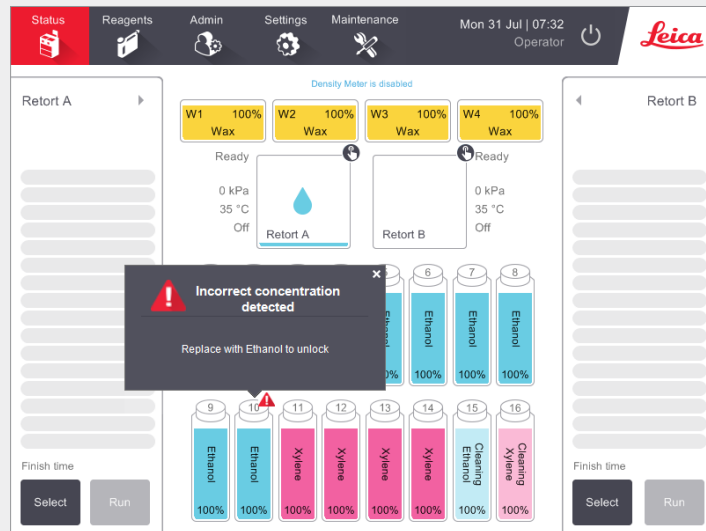 Status
Reagents
Admin
Settings
Maintenance
Mon 31 Jul | 07:32
Operator
Leica
Density Meter is disabled
Retort A
Retort B
W1 100%
Wax
W2 100%
Wax
W3 100%
Wax
W4 100%
Wax
Ready
0 kPa
35 °C
Off
Retort A
Retort B
Ready
0 kPa
35 °C
Off
Incorrect concentration
detected
Replace with Ethanol to unlock
6
7
8
Ethanol
Ethanol
Ethanol
0%
100%
100%
100%
9
10
11
12
13
14
15
16
Ethanol
Ethanol
Xylene
Xylene
Xylene
Xylene
Cleaning
Ethanol
Cleaning
Xylene
100%
100%
100%
100%
100%
100%
100%
100%
Finish time
Select
Run
Finish time
Select
Run